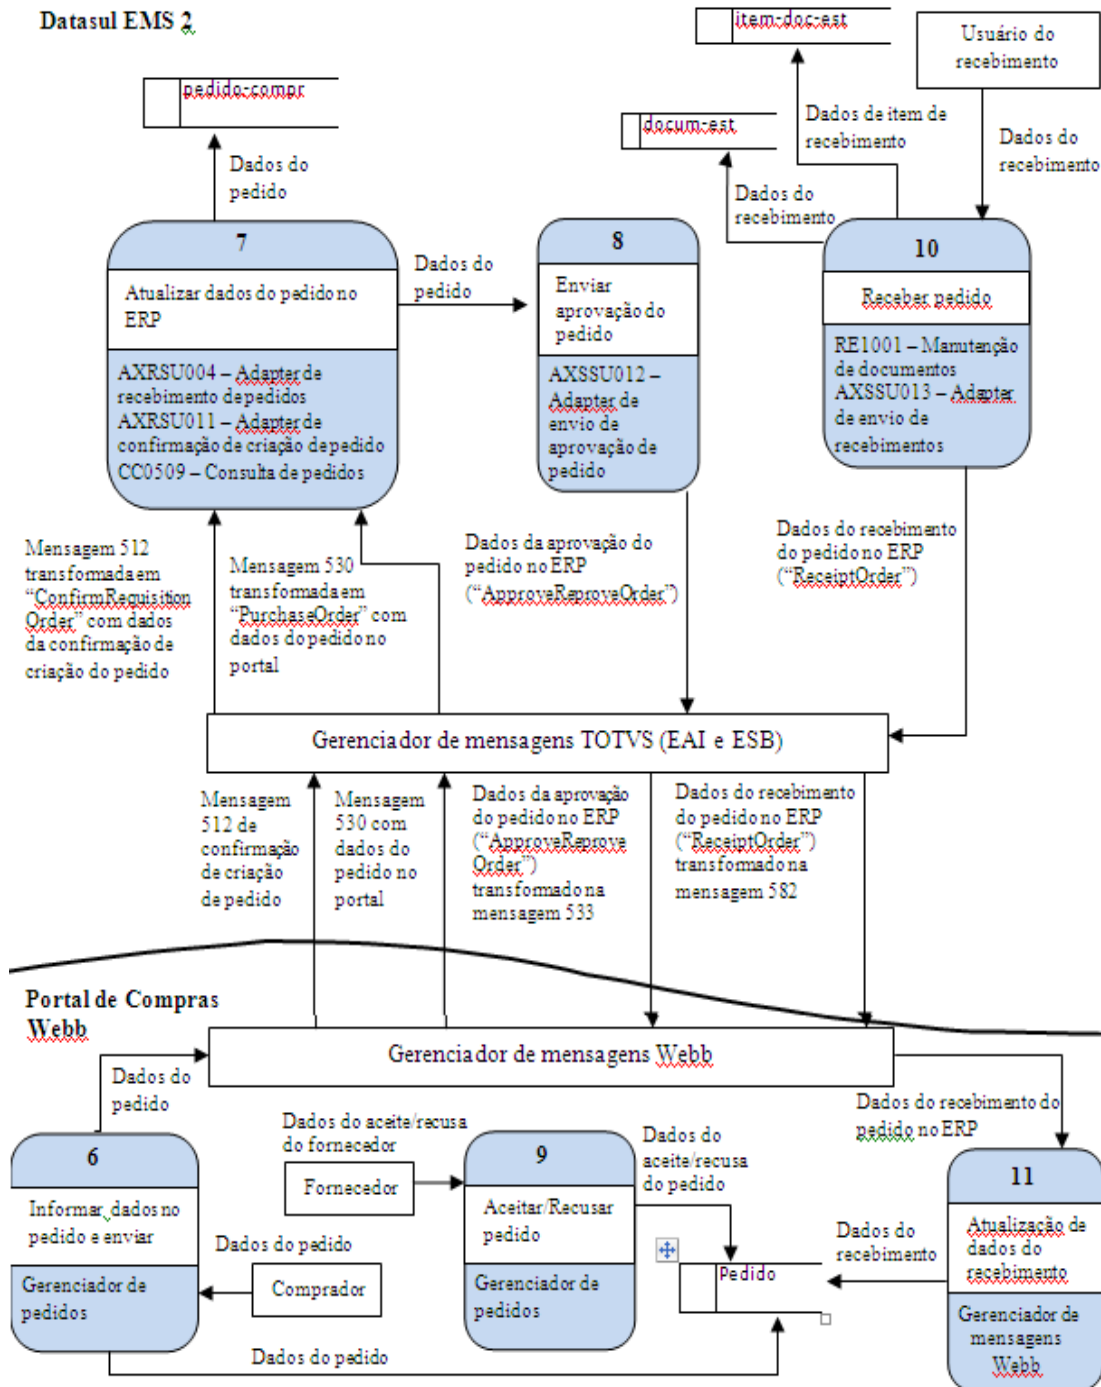 Datasul EMS 2
item-doc-est
Usuário do
recebimento
pedido-compr
docum-est
Dados de item de
recebimento
Dados do
recebimento
Dados do
pedido
Dados do
recebimento
7
Atualizar dados do pedido no
ERP
AXRSU004 – Adapter de
recebimento de pedidos
AXRSU011 – Adapter de
confirmação de criação de pedido
CC0509 – Consulta de pedidos
Dados do
pedido
8
Enviar
aprovação do
pedido
AXSSU012 –
Adapter de
envio de
aprovação de
pedido
10
Receber pedido
RE1001 – Manutenção
de documentos
AXSSU013 – Adapter
de envio de
recebimentos
Mensagem 512
transformada em
“ConfirmRequisition
Order” com dados
da confirmação de
criação do pedido
Mensagem 530
transformada em
“PurchaseOrder” com
dados do pedido no
portal
Dados da aprovação do
pedido no ERP
(“ApproveReproveOrder”)
Dados do recebimento
do pedido no ERP
(“ReceiptOrder”)
Gerenciador de mensagens TOTVS (EAI e ESB)
Mensagem
512 de
confirmação
de criação
de pedido
Mensagem
530 com
dados do
pedido no
portal
Dados da aprovação
do pedido no ERP
(“ApproveReprove
Order”)
transformado na
mensagem 533
Dados do recebimento
do pedido no ERP
(“ReceiptOrder”)
transformado na
mensagem 582
Portal de Compras
Webb
Gerenciador de mensagens Webb
Dados do
pedido
Dados do recebimento do
pedido no ERP
6
Informar dados no
pedido e enviar
Gerenciador de
pedidos
Dados do aceite/recusa
do fornecedor
Fornecedor
Dados do pedido
Comprador
9
Aceitar/Recusar
pedido
Gerenciador de
pedidos
Dados do
aceite/recusa
do pedido
Pedido
Dados do
recebimento
11
Atualização de
dados do
recebimento
Gerenciador de
mensagens
Webb
Dados do pedido